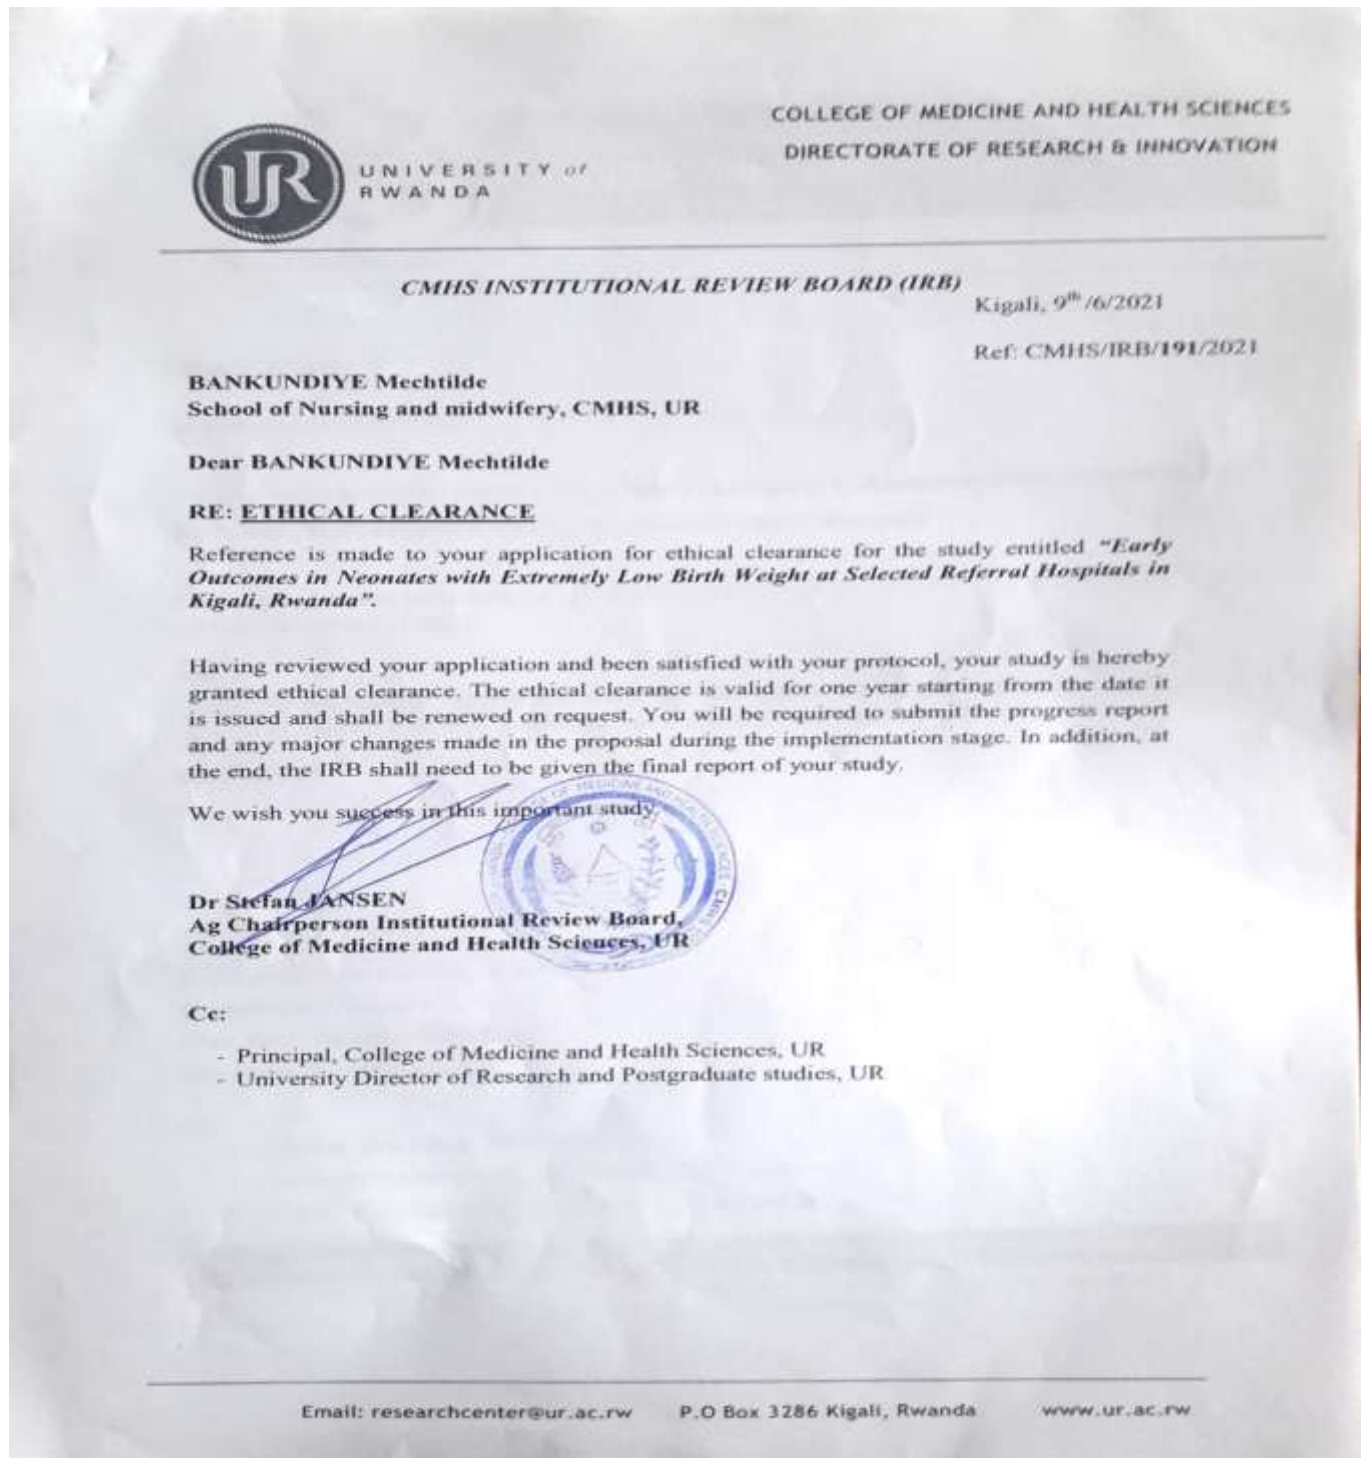 COLLEGE OF MEDICINE AND HEALTH SCIENCES
DIRECTORATE OF RESEARCH & INNOVATION
UR
UNIVERSITY of
RWANDA
CMHS INSTITUTIONAL REVIEW BOARD (IRB)
Kigali, 9th /6/2021
Ref: CMHS/IRB/191/2021
BANKUNDIYE Mechtilde
School of Nursing and midwifery, CMHS, UR
Dear BANKUNDIYE Mechtilde
RE: ETHICAL CLEARANCE
Reference is made to your application for ethical clearance for the study entitled "Early
Outcomes in Neonates with Extremely Low Birth Weight at Selected Referral Hospitals in
Kigali, Rwanda".
Having reviewed your application and been satisfied with your protocol, your study is hereby
granted ethical clearance. The ethical clearance is valid for one year starting from the date it
is issued and shall be renewed on request. You will be required to submit the progress report
and any major changes made in the proposal during the implementation stage. In addition, at
the end, the IRB shall need to be given the final report of your study.
We wish you success in this important study.
OF MEDICINE AND HEALTH SCIENCES CMHS
Dr Stefan JANSEN
Ag Chairperson Institutional Review Board,
College of Medicine and Health Sciences, UR
Cc:
- Principal, College of Medicine and Health Sciences, UR
- University Director of Research and Postgraduate studies, UR
Email: researchcenter@ur.ac.rw P.O Box 3286 Kigali, Rwanda www.ur.ac.rw